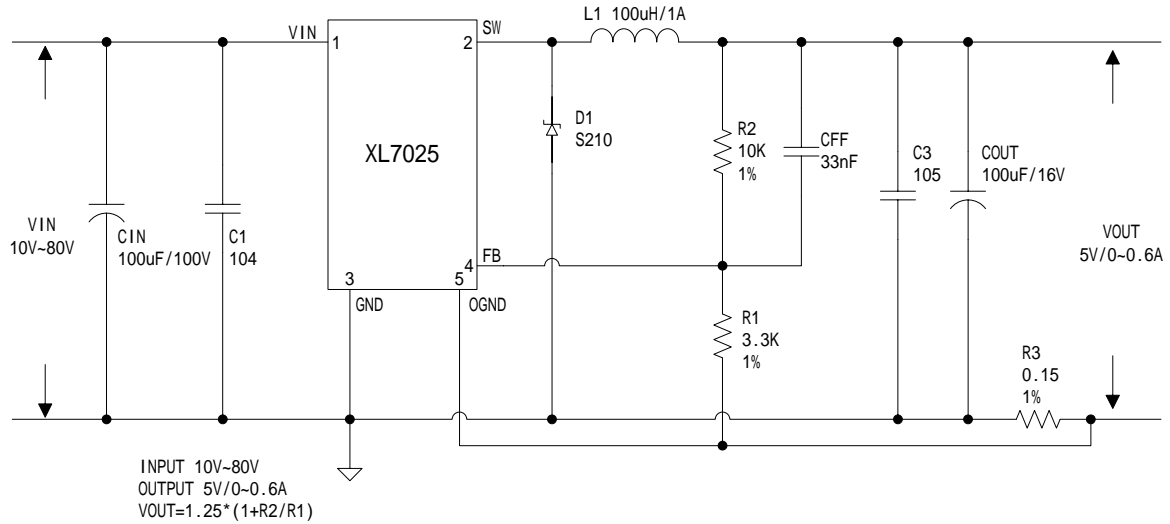 L1 100uH/1A
VIN
1
2
SW
XL7025
D1
S210
R2
10K
1%
CFF
33nF
C3
105
COUT
100uF/16V
VIN
10V~80V
CIN
100uF/100V
C1
104
VOUT
5V/0~0.6A
4
FB
3
5
GND
OGND
R1
3.3K
1%
R3
0.15
1%
INPUT 10V~80V
OUTPUT 5V/0~0.6A
VOUT=1.25*(1+R2/R1)